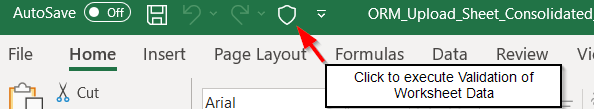 AutoSave Off ORM_Upload_Sheet_Consolidated_
File Home Insert Page Layout Formulas Data Review
Click to execute Validation of
Worksheet Data
Cut
Arial